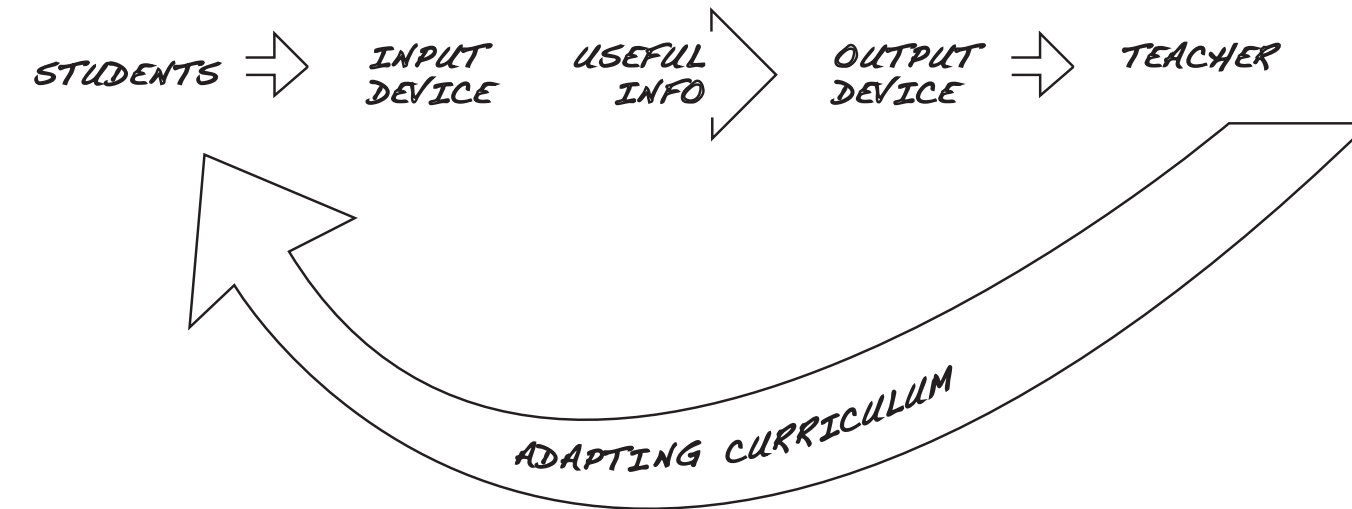 STUDENTS
INPUT
DEVICE
USEFUL
INFO
OUTPUT
DEVICE
TEACHER
ADAPTING CURRICULUM